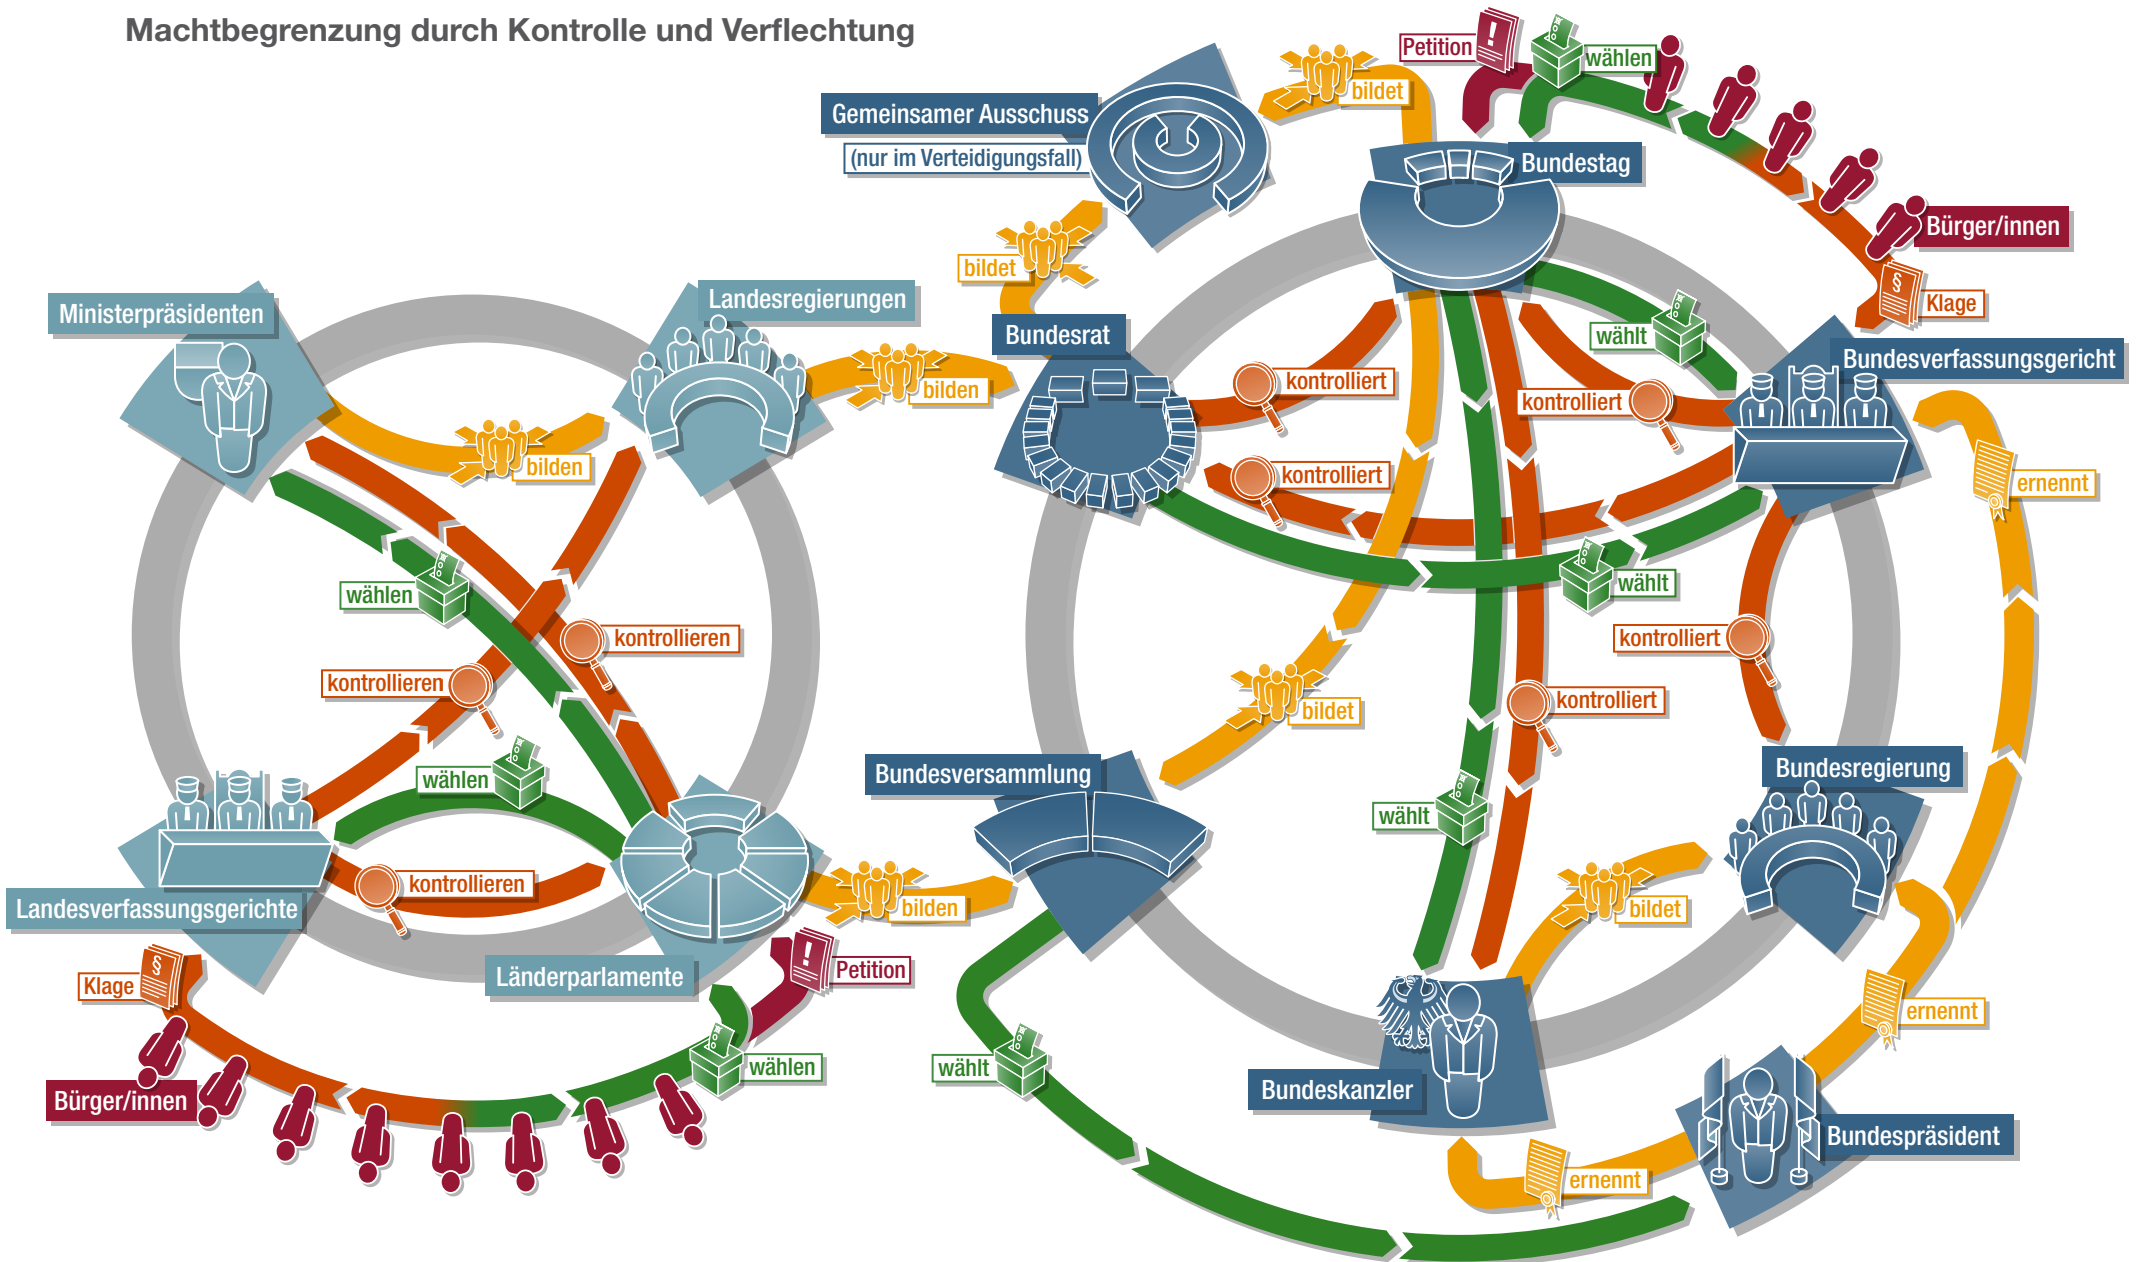 Machtbegrenzung durch Kontrolle und Verflechtung
Petition
wählen
bildet
Gemeinsamer Ausschuss
(nur im Verteidigungsfall)
Bundestag
Bürger/innen
bildet
Klage
Ministerpräsidenten
Landesregierungen
Bundesrat
wählt
Bundesverfassungsgericht
kontrolliert
bilden
kontrolliert
bilden
kontrolliert
ernennt
wählen
wählt
kontrollieren
kontrolliert
kontrollieren
kontrolliert
bildet
wählen
Bundesversammlung
Bundesregierung
wählt
kontrollieren
Landesverfassungsgerichte
bilden
bildet
Länderparlamente
Petition
Klage
ernennt
wählen
wählt
Bundeskanzler
Bürger/innen
Bundespräsident
ernennt